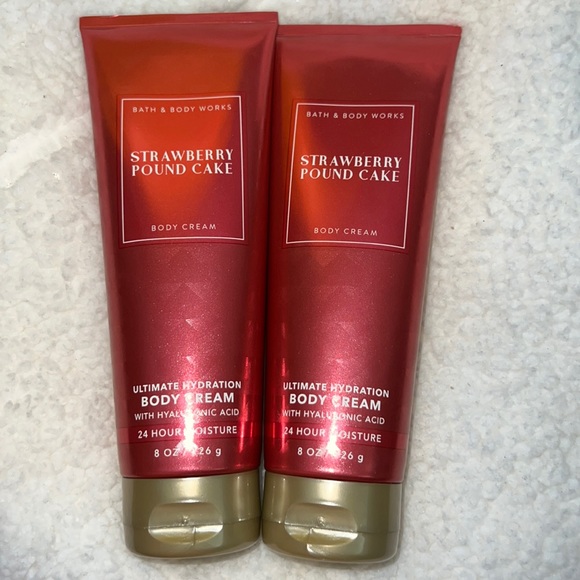 BATH & BODY WORKS
STRAWBERRY
POUND CAKE
BODY CREAM
ULTIMATE HYDRATION
BODY CREAM
WITH HYALURONIC ACID
24 HOUR MOISTURE
8 OZ / 226 g
BATH & BODY WORKS
STRAWBERRY
POUND CAKE
BODY CREAM
ULTIMATE HYDRATION
BODY CREAM
WITH HYALURONIC ACID
24 HOUR MOISTURE
8 OZ / 226 g